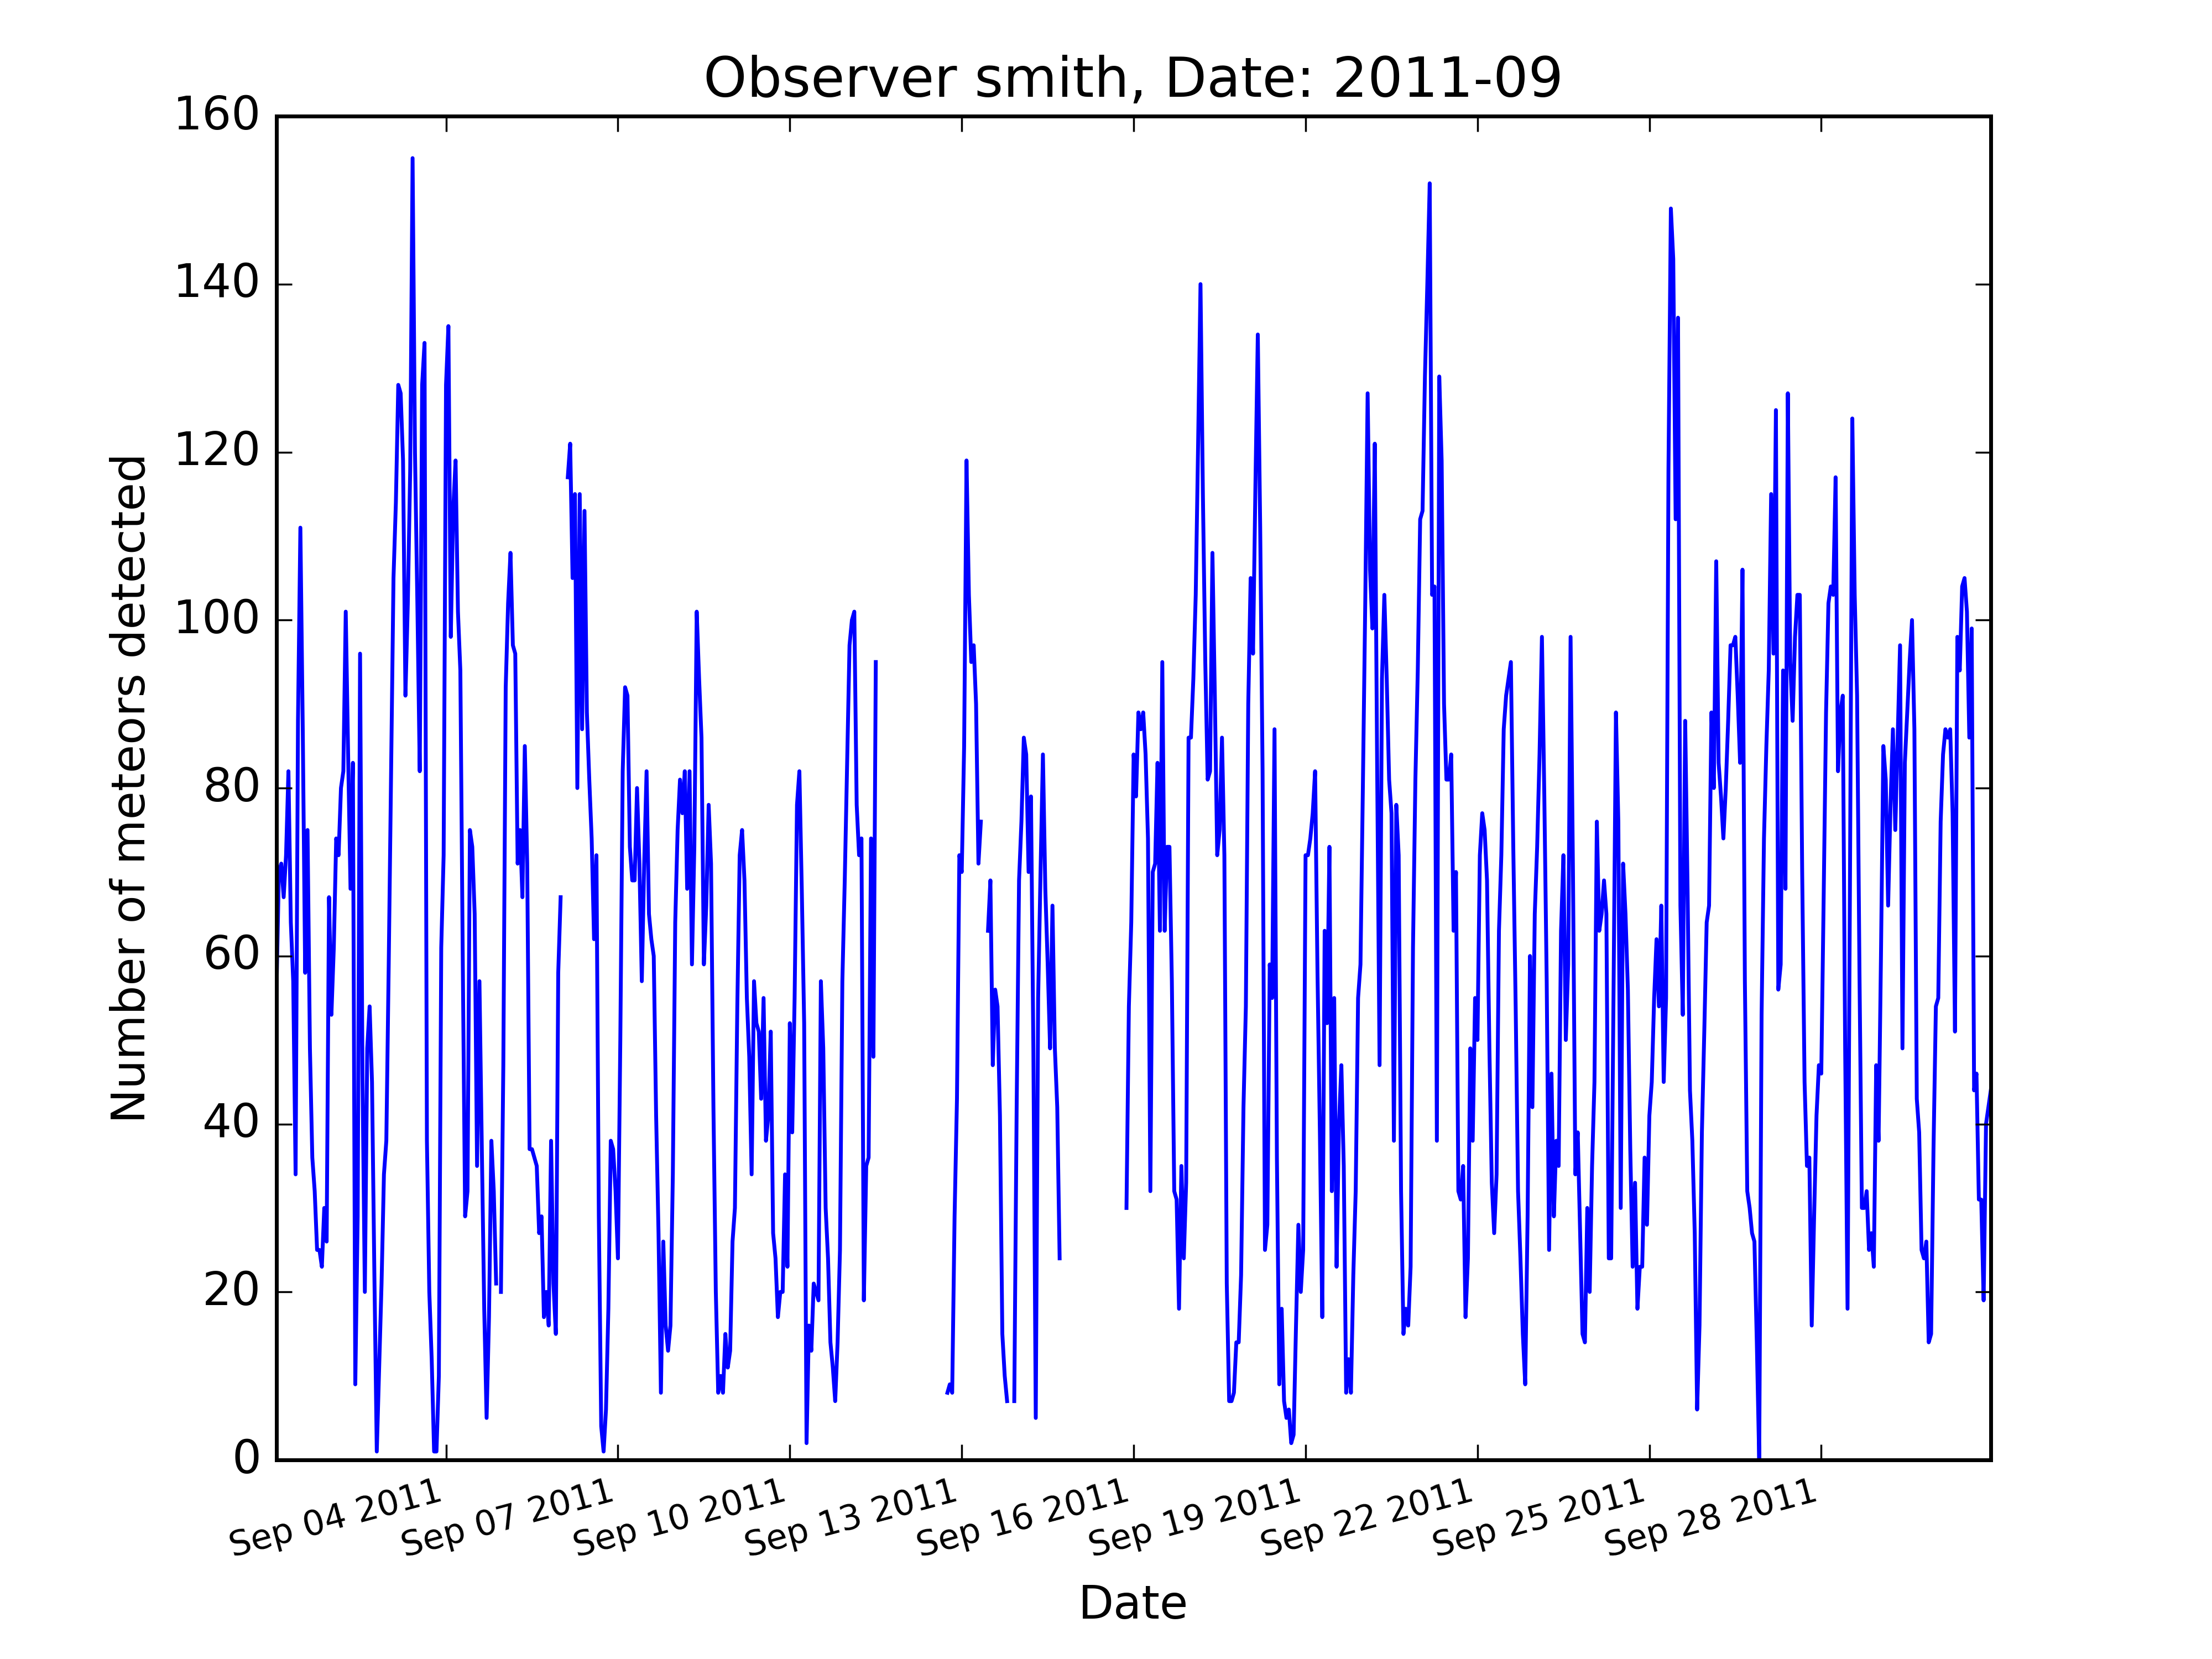 Observer smith, Date: 2011-09
160
140
120
100
80
60
40
20
0
Number of meteors detected
Sep 04 2011
Sep 07 2011
Sep 10 2011
Sep 13 2011
Sep 16 2011
Sep 19 2011
Sep 22 2011
Sep 25 2011
Sep 28 2011
Date